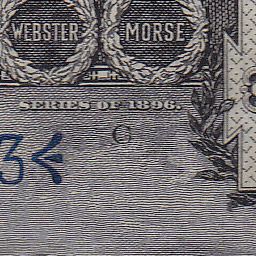 WEBSTER MORSE
SERIES OF 1896.
G
3